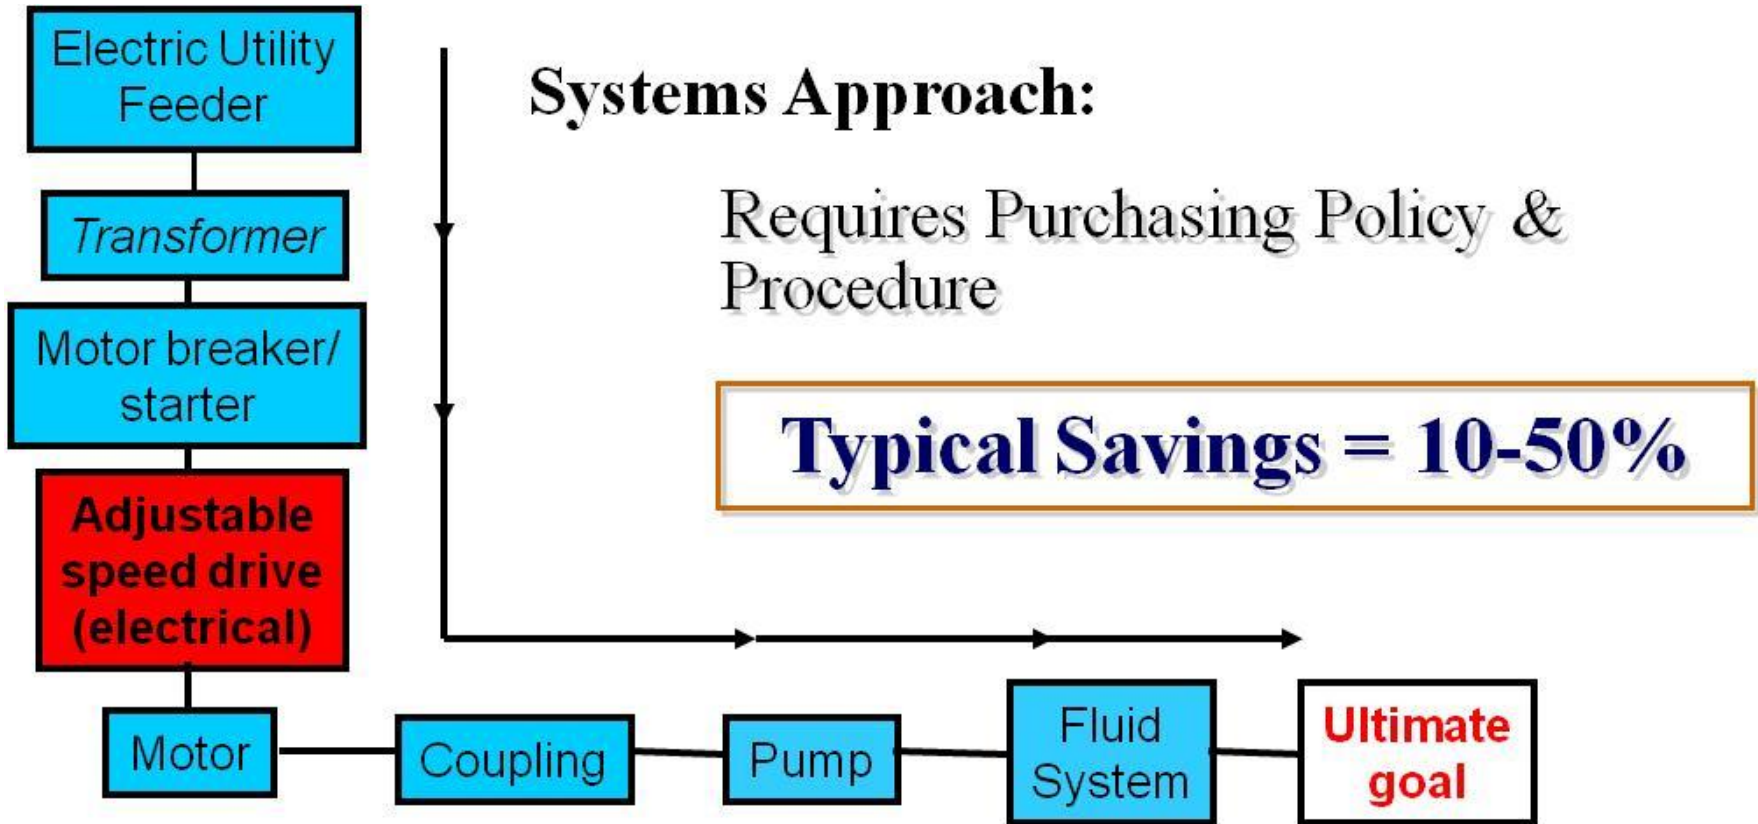 Electric Utility
Feeder
Transformer
Motor breaker/
starter
Adjustable
speed drive
(electrical)
Motor
Coupling
Pump
Fluid
System
Ultimate
goal
Systems Approach:
Requires Purchasing Policy &
Procedure
Typical Savings = 10-50%